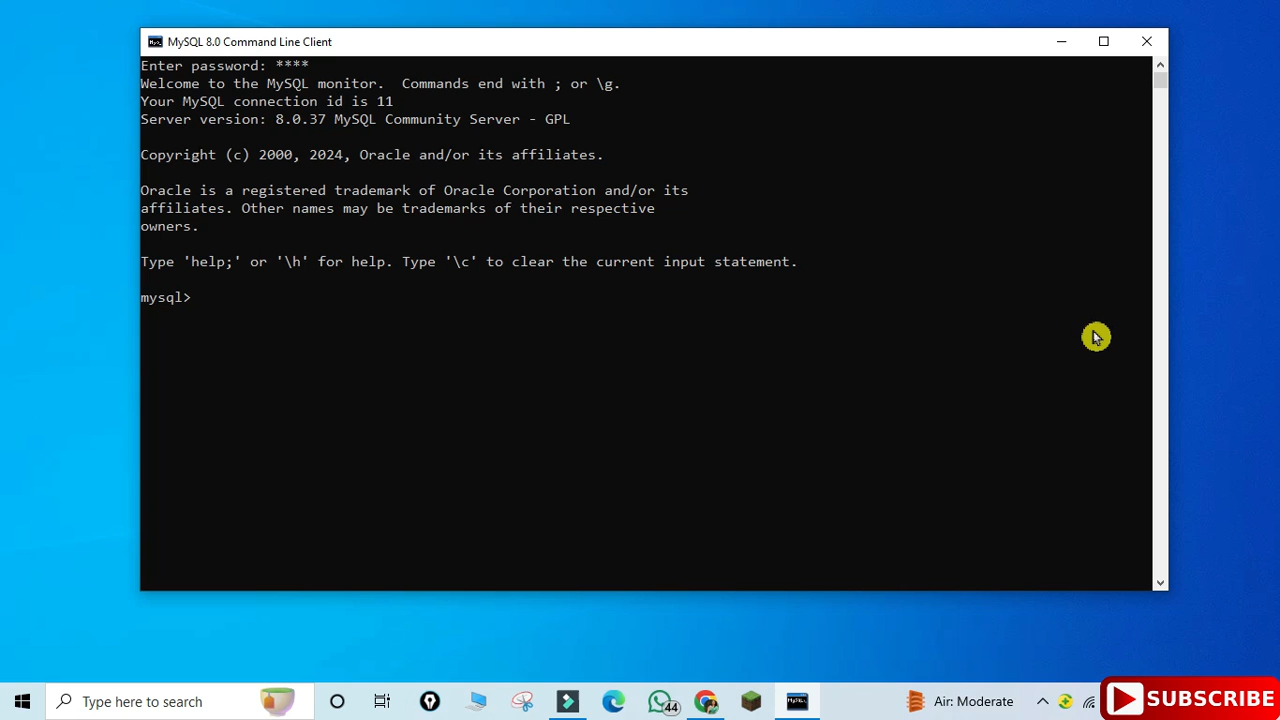 MySQL 8.0 Command Line Client
Enter password: ****
Welcome to the MySQL monitor.  Commands end with ; or \g.
Your MySQL connection id is 11
Server version: 8.0.37 MySQL Community Server - GPL
Copyright (c) 2000, 2024, Oracle and/or its affiliates.
Oracle is a registered trademark of Oracle Corporation and/or its
affiliates. Other names may be trademarks of their respective
owners.
Type 'help;' or '\h' for help. Type '\c' to clear the current input statement.
mysql>
Type here to search
44
Air: Moderate
SUBSCRIBE